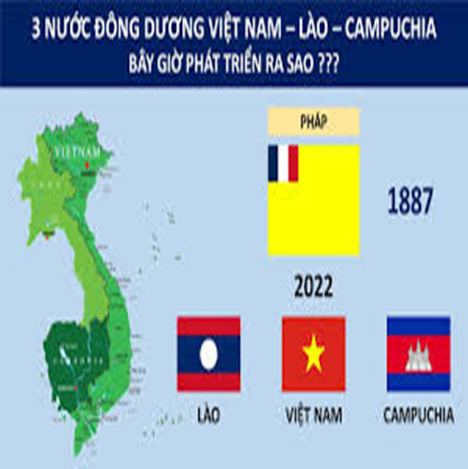 3 NƯỚC ĐÔNG DƯƠNG VIỆT NAM – LÀO – CAMPUCHIA
BÂY GIỜ PHÁT TRIỂN RA SAO ???
PHÁP
VIETNAM
1887
2022
LÀO
VIỆT NAM
CAMPUCHIA